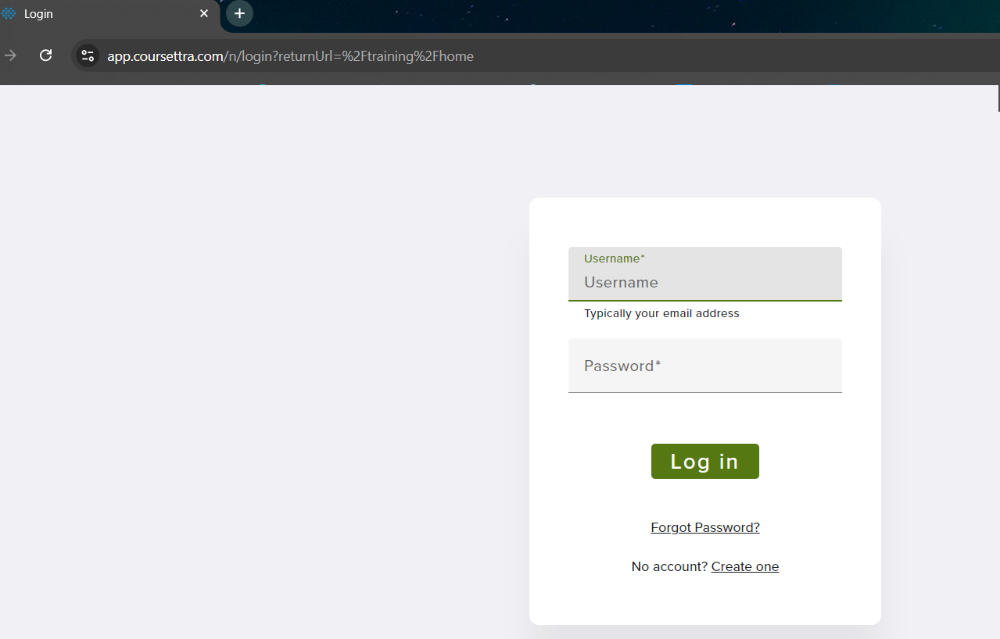 Login
app.coursettra.com/n/login?returnUrl=%2Ftraining%2Fhome
Username*
Username
Typically your email address
Password*
Log in
Forgot Password?
No account? Create one